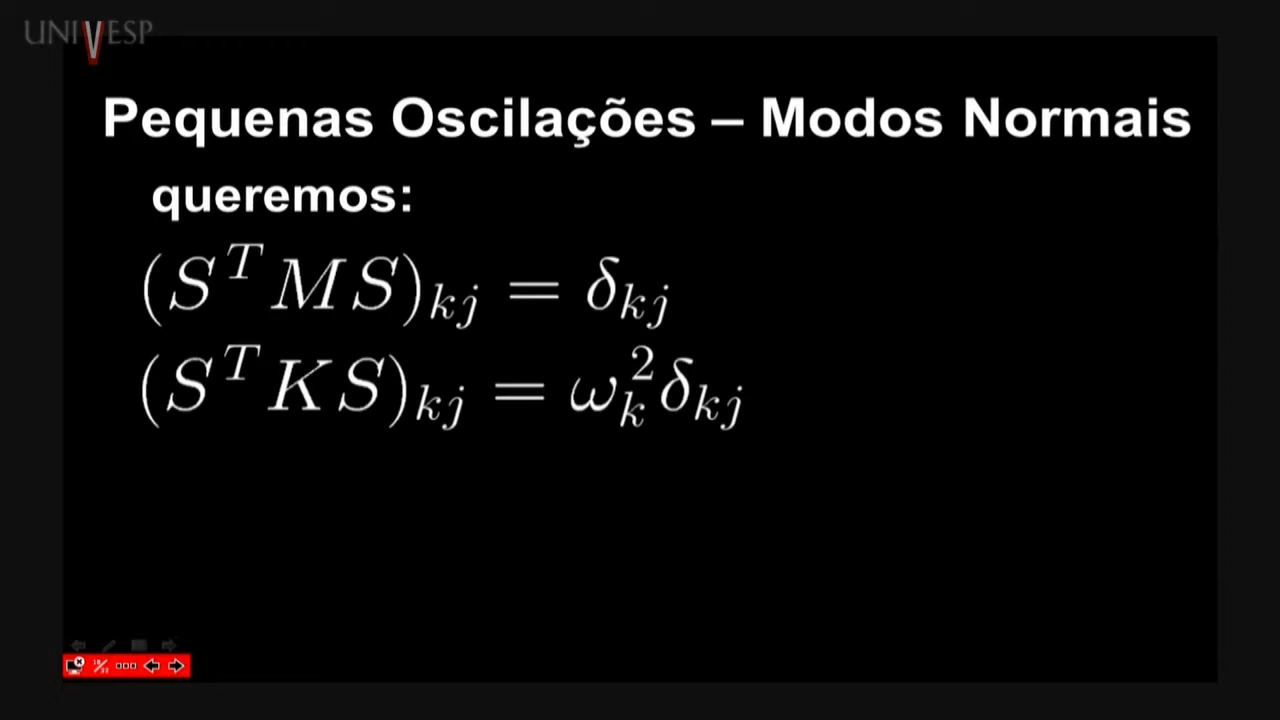 UNIVESP
Pequenas Oscilações – Modos Normais
queremos:
(S^T M S)_{kj} = δ_{kj}
(S^T K S)_{kj} = ω_k^2 δ_{kj}